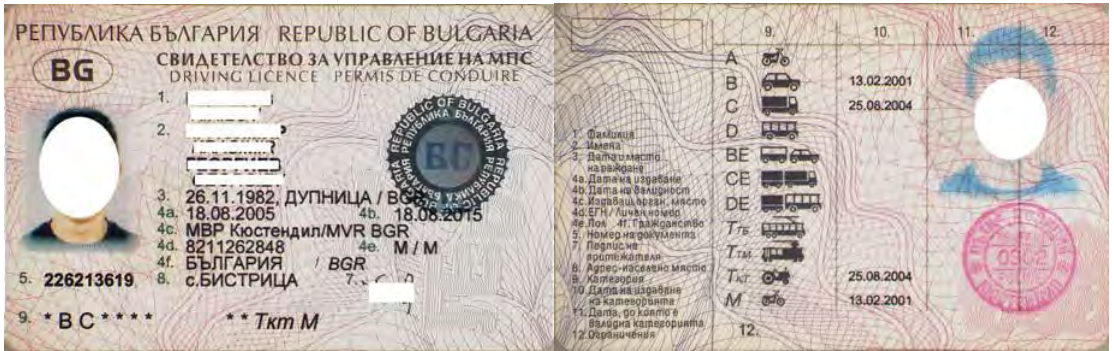 РЕПУБЛИКА БЪЛГАРИЯ REPUBLIC OF BULGARIA
BG
СВИДЕТЕЛСТВО ЗА УПРАВЛЕНИЕ НА МПС
DRIVING LICENCE PERMIS DE CONDUIRE
1.
2.
REPUBLIC OF BULGARIA
РЕПУБЛИКА БЪЛГАРИЯ
BC
3. 26.11.1982, ДУПНИЦА / BGR
4a. 18.08.2005 4b. 18.08.2015
4c. МВР Кюстендил/MVR BGR
4d. 8211262848 4e. М / M
4f. БЪЛГАРИЯ / BGR
5. 226213619 8. с.БИСТРИЦА 7.
9. * B C * * * * * * Ткт M
9. 10. 11. 12.
A
B 13.02.2001
C 25.08.2004
D
BE
CE
DE
Ттб
Ттм
Ткт 25.08.2004
M 13.02.2001
12.
1. Фамилия
2. Имена
3. Дата и място
на раждане
4a. Дата на издаване
4b. Дата на валидност
4c. Издаващ орган, място
4d. ЕГН / Личен номер
4e. Пол 4f. Гражданство
5. Номер на документа
7. Подпис на
притежателя
8. Адрес-населено място
9. Категория
10. Дата на издаване
на категорията
11. Дата, до която е
валидна категорията
12. Ограничения
0902